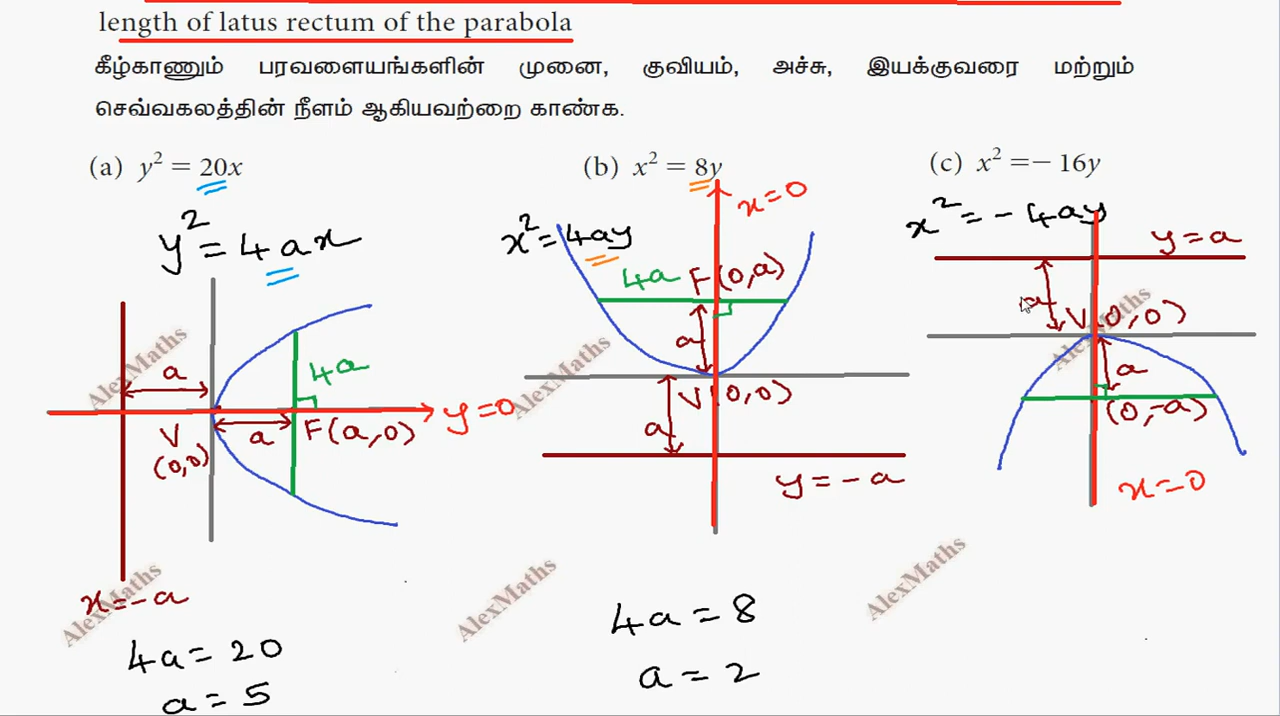 length of latus rectum of the parabola
கீழ்காணும் பரவளையங்களின் முனை, குவியம், அச்சு, இயக்குவரை மற்றும்
செவ்வகலத்தின் நீளம் ஆகியவற்றை காண்க.
(a) y² = 20x
y² = 4ax
AlexMaths
a
4a
y=0
V
(0,0)
a
F(a,0)
x=-a
AlexMaths
4a = 20
a = 5
(b) x² = 8y
x=0
x²=4ay
4a
F(0,a)
a
AlexMaths
V(0,0)
a
y=-a
AlexMaths
4a = 8
a = 2
(c) x² =− 16y
x² = - 4ay
y=a
a
AlexMaths
V(0,0)
a
(0,-a)
x=0
AlexMaths